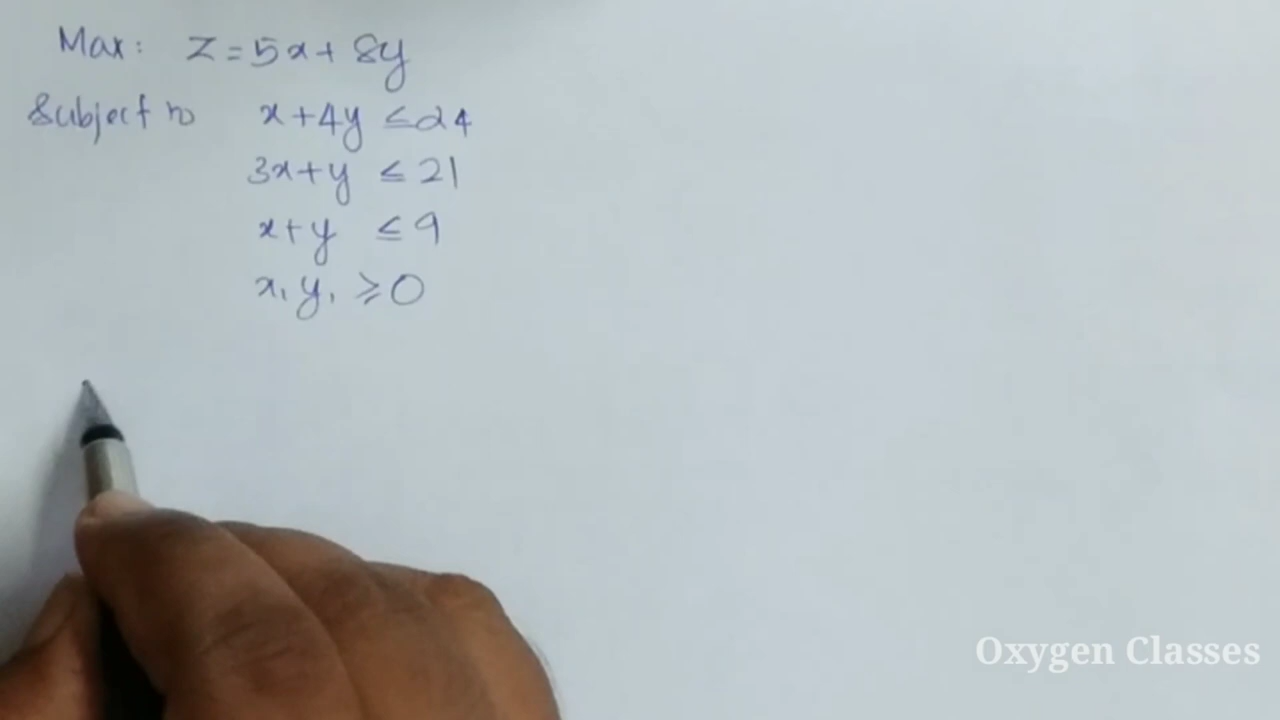 Max: Z = 5x + 8y
Subject to x + 4y ≤ 24
3x + y ≤ 21
x + y ≤ 9
x, y, ≥ 0
Oxygen Classes